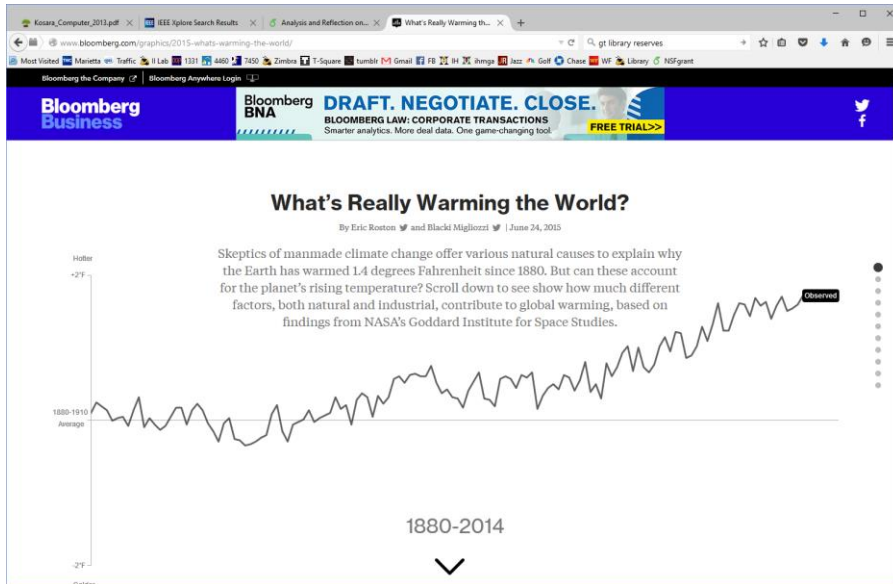 Kosara_Computer_2013.pdf × IEEE Xplore Search Results × Analysis and Reflection on... × What's Really Warming th... × +
www.bloomberg.com/graphics/2015-whats-warming-the-world/ gt library reserves
Most Visited Marietta Traffic II Lab 1331 4460 7450 Zimbra T-Square tumblr Gmail FB IH ihmge Jazz Golf Chase WF Library NSFgrant
Bloomberg the Company Bloomberg Anywhere Login
Bloomberg
Business
Bloomberg
BNA
DRAFT. NEGOTIATE. CLOSE.
BLOOMBERG LAW: CORPORATE TRANSACTIONS
Smarter analytics. More deal data. One game-changing tool.
FREE TRIAL>>
What's Really Warming the World?
By Eric Roston and Blacki Migliozzi | June 24, 2015
Skeptics of manmade climate change offer various natural causes to explain why
the Earth has warmed 1.4 degrees Fahrenheit since 1880. But can these account
for the planet's rising temperature? Scroll down to see show how much different
factors, both natural and industrial, contribute to global warming, based on
findings from NASA's Goddard Institute for Space Studies.
Hotter
+2°F
Observed
1880-1910
Average
1880-2014
-2°F